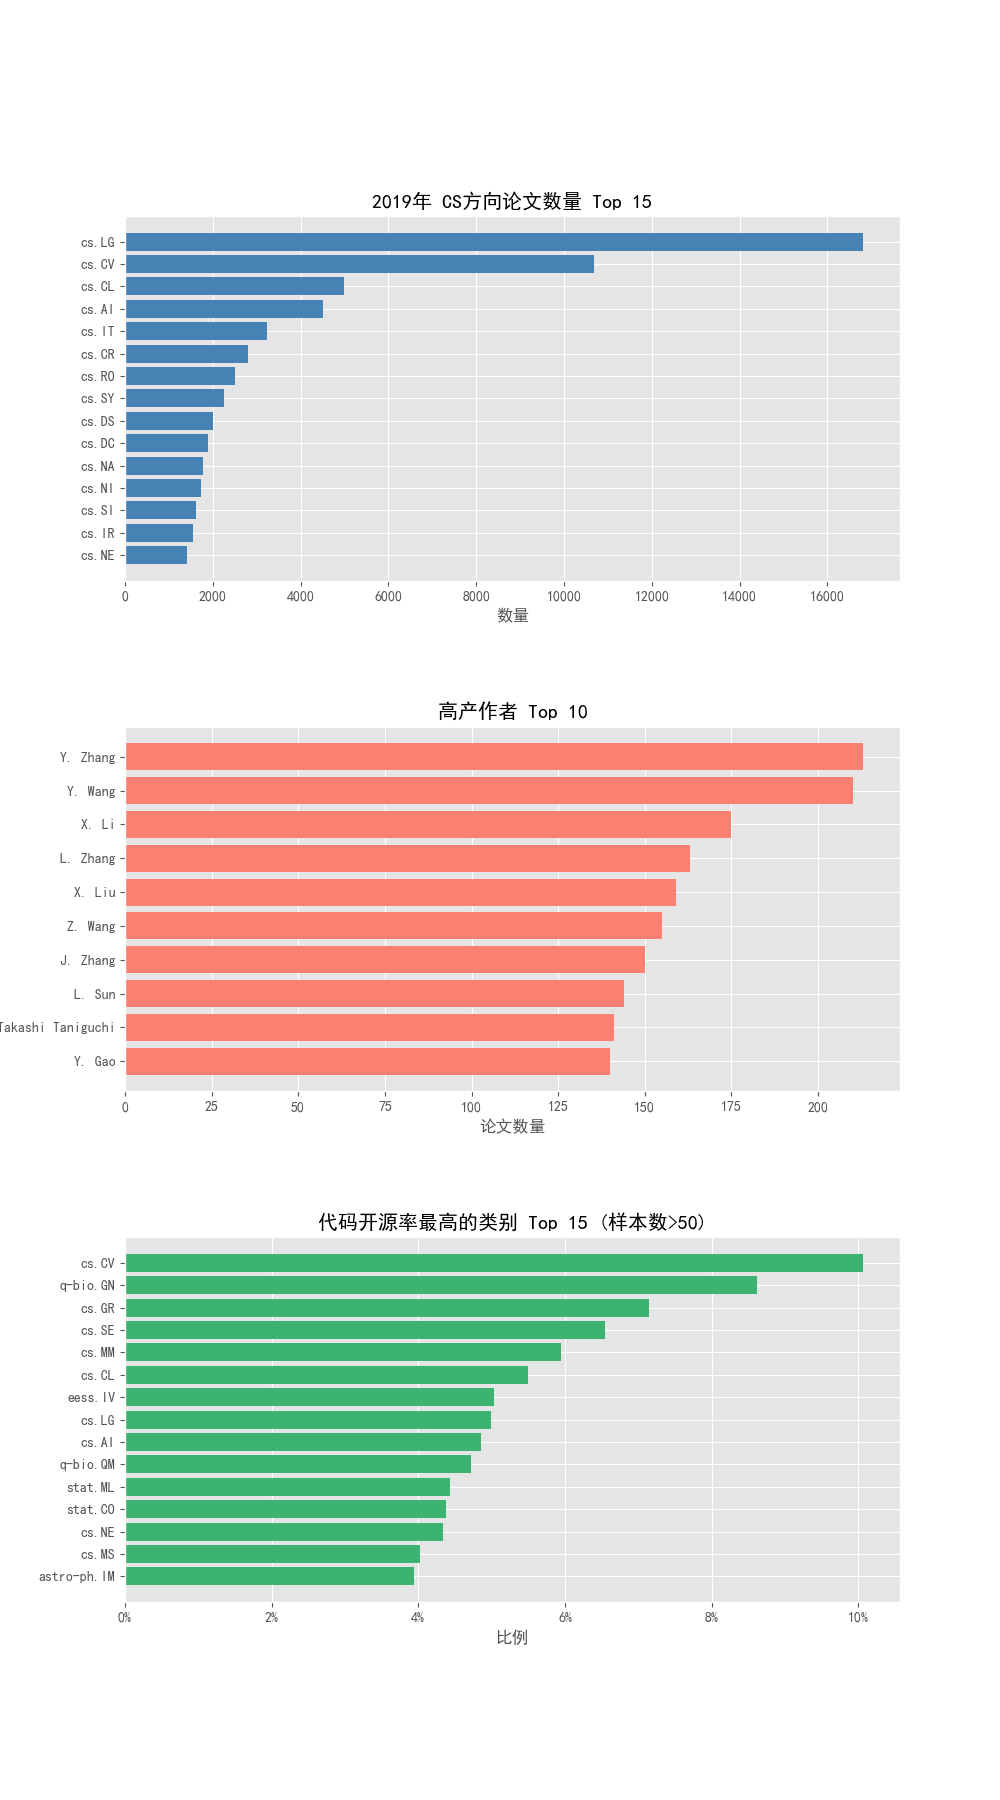 2019年 CS方向论文数量 Top 15
cs.LG
cs.CV
cs.CL
cs.AI
cs.IT
cs.CR
cs.RO
cs.SY
cs.DS
cs.DC
cs.NA
cs.NI
cs.SI
cs.IR
cs.NE
0 2000 4000 6000 8000 10000 12000 14000 16000
数量
高产作者 Top 10
Y. Zhang
Y. Wang
X. Li
L. Zhang
X. Liu
Z. Wang
J. Zhang
L. Sun
Takashi Taniguchi
Y. Gao
0 25 50 75 100 125 150 175 200
论文数量
代码开源率最高的类别 Top 15 (样本数>50)
cs.CV
q-bio.GN
cs.GR
cs.SE
cs.MM
cs.CL
eess.IV
cs.LG
cs.AI
q-bio.QM
stat.ML
stat.CO
cs.NE
cs.MS
astro-ph.IM
0% 2% 4% 6% 8% 10%
比例